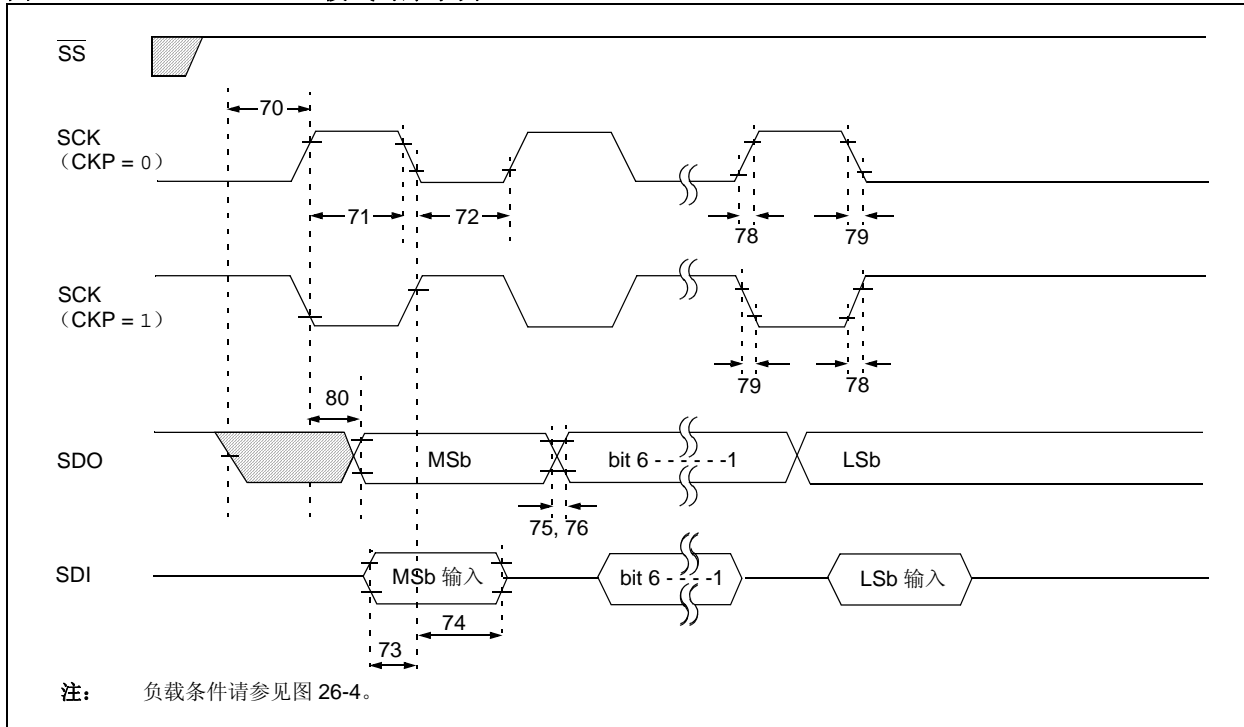 SS
70
SCK
（CKP = 0）
71
72
78
79
SCK
（CKP = 1）
79
78
80
SDO
MSb
bit 6 - - - - - -1
LSb
75, 76
SDI
MSb 输入
bit 6 - - - -1
LSb 输入
74
73
注： 负载条件请参见图 26-4。